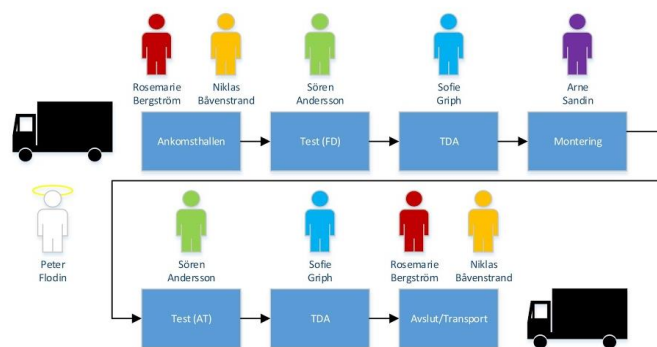 Rosemarie
Bergström
Niklas
Båvenstrand
Sören
Andersson
Sofie
Griph
Arne
Sandin
Ankomsthallen
Test (FD)
TDA
Montering
Peter
Flodin
Sören
Andersson
Sofie
Griph
Rosemarie
Bergström
Niklas
Båvenstrand
Test (AT)
TDA
Avslut/Transport